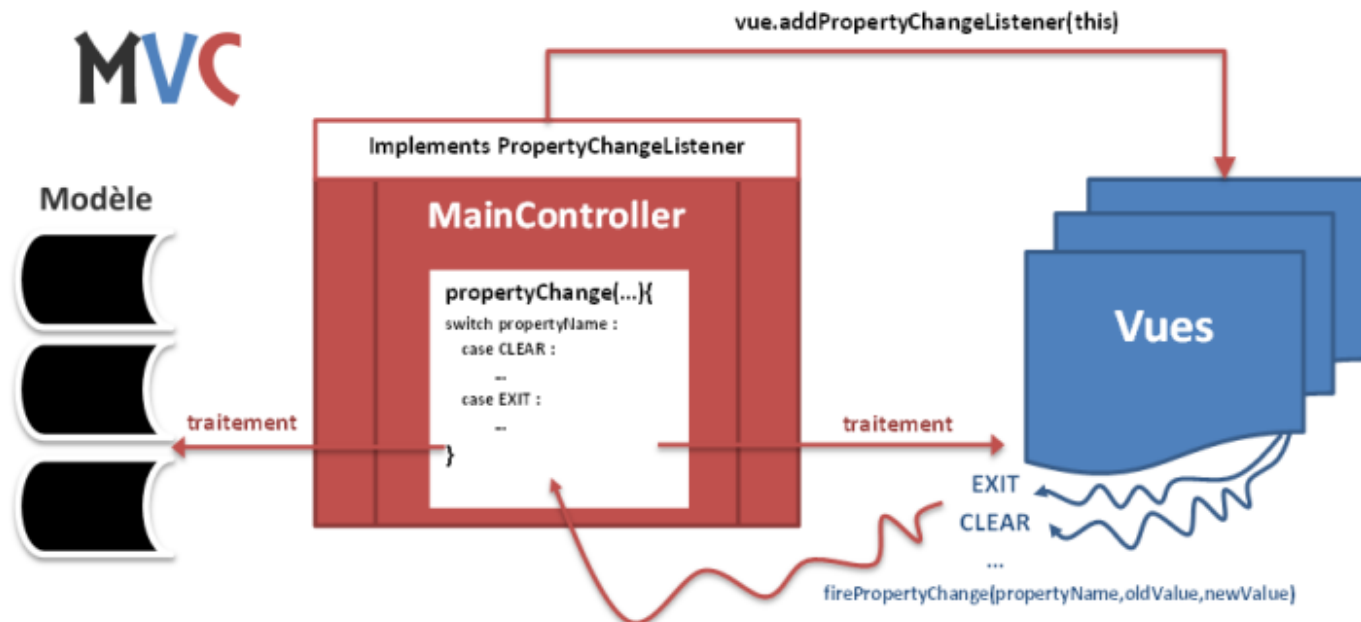 vue.addPropertyChangeListener(this)
MVC
Implements PropertyChangeListener
Modèle
MainController
propertyChange(...){
switch propertyName :
case CLEAR :
...
case EXIT :
...
}
traitement
traitement
Vues
EXIT
CLEAR
...
firePropertyChange(propertyName,oldValue,newValue)